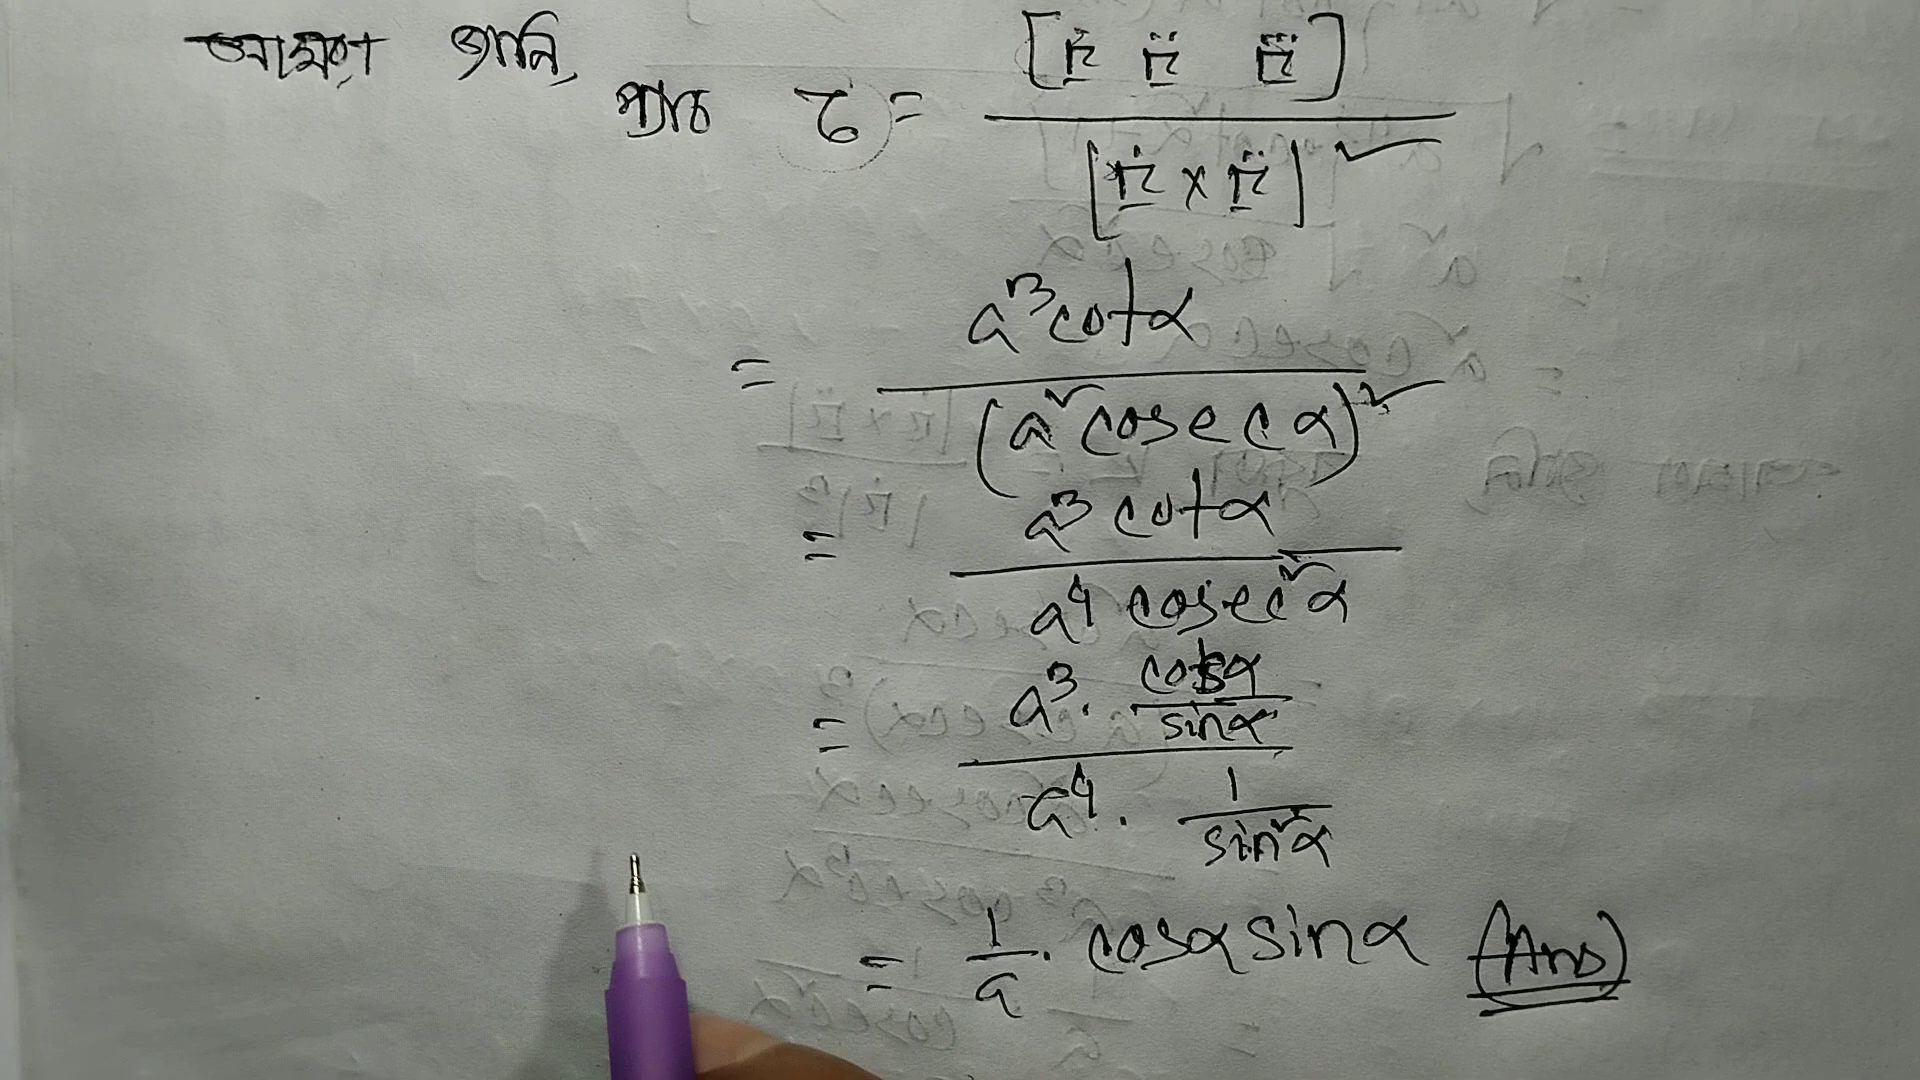 আমরা জানি,
প্যাচ τ = [ṙ r̈ r⃛] / |ṙ × r̈|²
= a³cotα / (a²cosecα)²
= a³cotα / a⁴cosec²α
= a³. cosα/sinα / a⁴. 1/sin²α
= 1/a. cosα sinα (Ans)